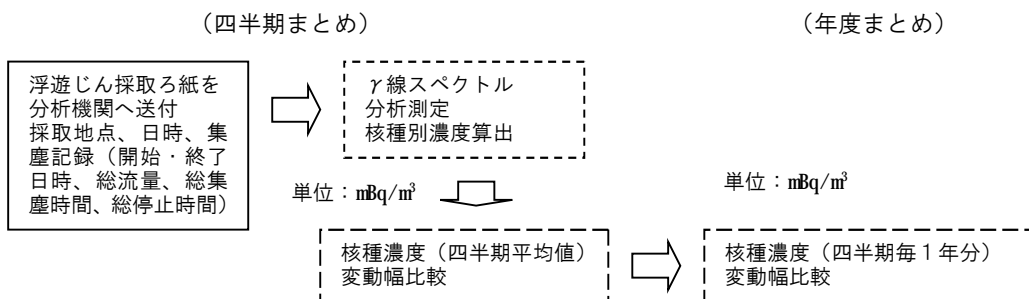 （四半期まとめ）
（年度まとめ）
浮遊じん採取ろ紙を
分析機関へ送付
採取地点、日時、集
塵記録（開始・終了
日時、総流量、総集
塵時間、総停止時間）
γ線スペクトル
分析測定
核種別濃度算出
単位：mBq/m³
単位：mBq/m³
核種濃度（四半期平均値）
変動幅比較
核種濃度（四半期毎１年分）
変動幅比較